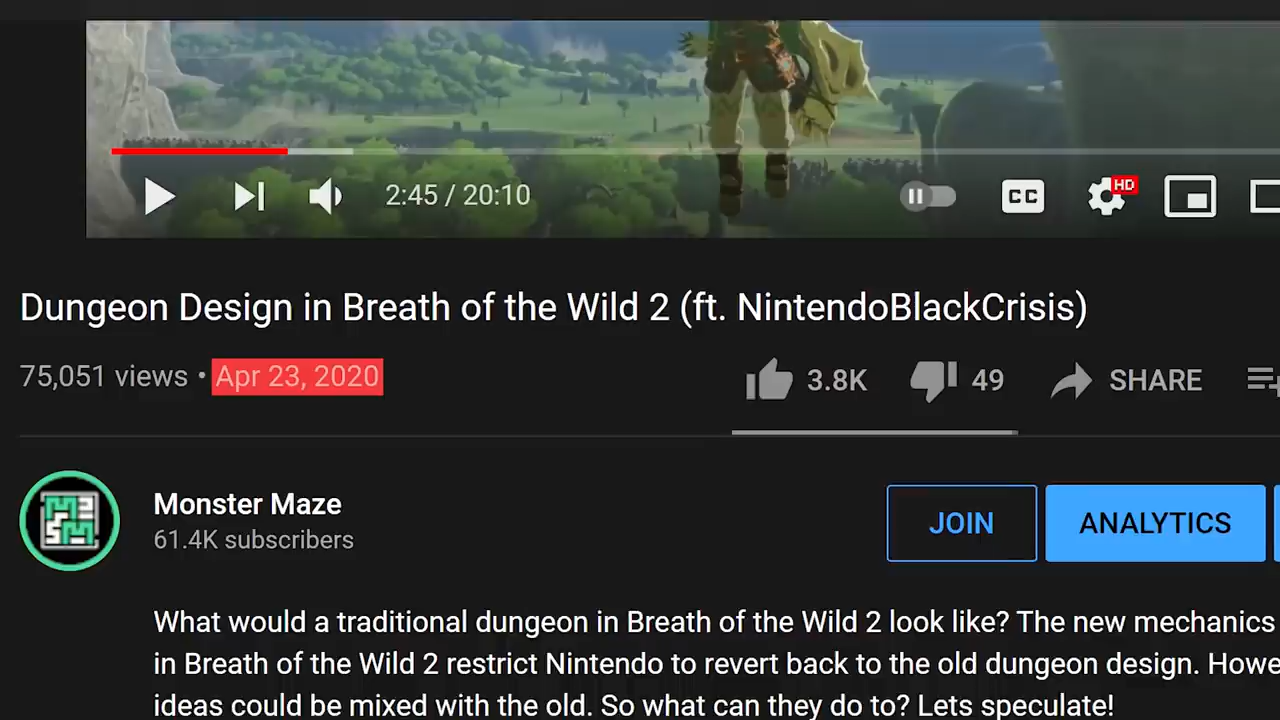 2:45 / 20:10
CC
HD
Dungeon Design in Breath of the Wild 2 (ft. NintendoBlackCrisis)
75,051 views • Apr 23, 2020
3.8K
49
SHARE
Monster Maze
61.4K subscribers
JOIN
ANALYTICS
What would a traditional dungeon in Breath of the Wild 2 look like? The new mechanics
in Breath of the Wild 2 restrict Nintendo to revert back to the old dungeon design. Howe
ideas could be mixed with the old. So what can they do to? Lets speculate!